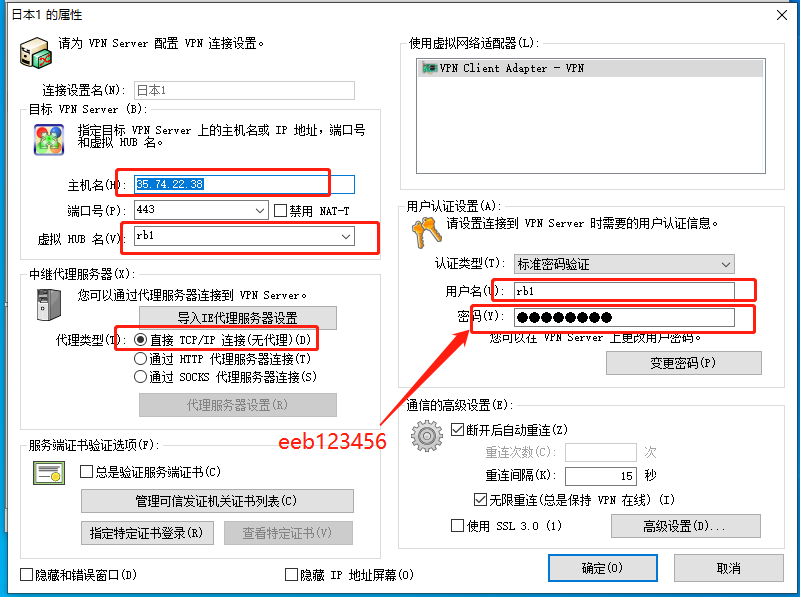 日本1 的属性
请为 VPN Server 配置 VPN 连接设置。
连接设置名(N):
日本1
目标 VPN Server (B):
指定目标 VPN Server 上的主机名或 IP 地址，端口号
和虚拟 HUB 名。
主机名(H):
35.74.22.38
端口号(P):
443
禁用 NAT-T
虚拟 HUB 名(V):
rb1
中继代理服务器(X):
您可以通过代理服务器连接到 VPN Server。
导入IE代理服务器设置
代理类型(T):
直接 TCP/IP 连接(无代理)(D)
通过 HTTP 代理服务器连接(T)
通过 SOCKS 代理服务器连接(S)
代理服务器设置(R)
eeb123456
服务端证书验证选项(F):
总是验证服务端证书(C)
管理可信发证机关证书列表(C)
指定特定证书登录(R)
查看特定证书(V)
隐藏和错误窗口(D)
隐藏 IP 地址屏幕(O)
使用虚拟网络适配器(L):
VPN Client Adapter - VPN
用户认证设置(A):
请设置连接到 VPN Server 时需要的用户认证信息。
认证类型(T):
标准密码验证
用户名(U):
rb1
密码(Y):
●●●●●●●●
您可以在 VPN Server 上更改用户密码。
变更密码(P)
通信的高级设置(E):
断开后自动重连(Z)
重连次数(C):
次
重连间隔(K):
15 秒
无限重连(总是保持 VPN 在线) (I)
使用 SSL 3.0 (1)
高级设置(D)...
确定(O)
取消